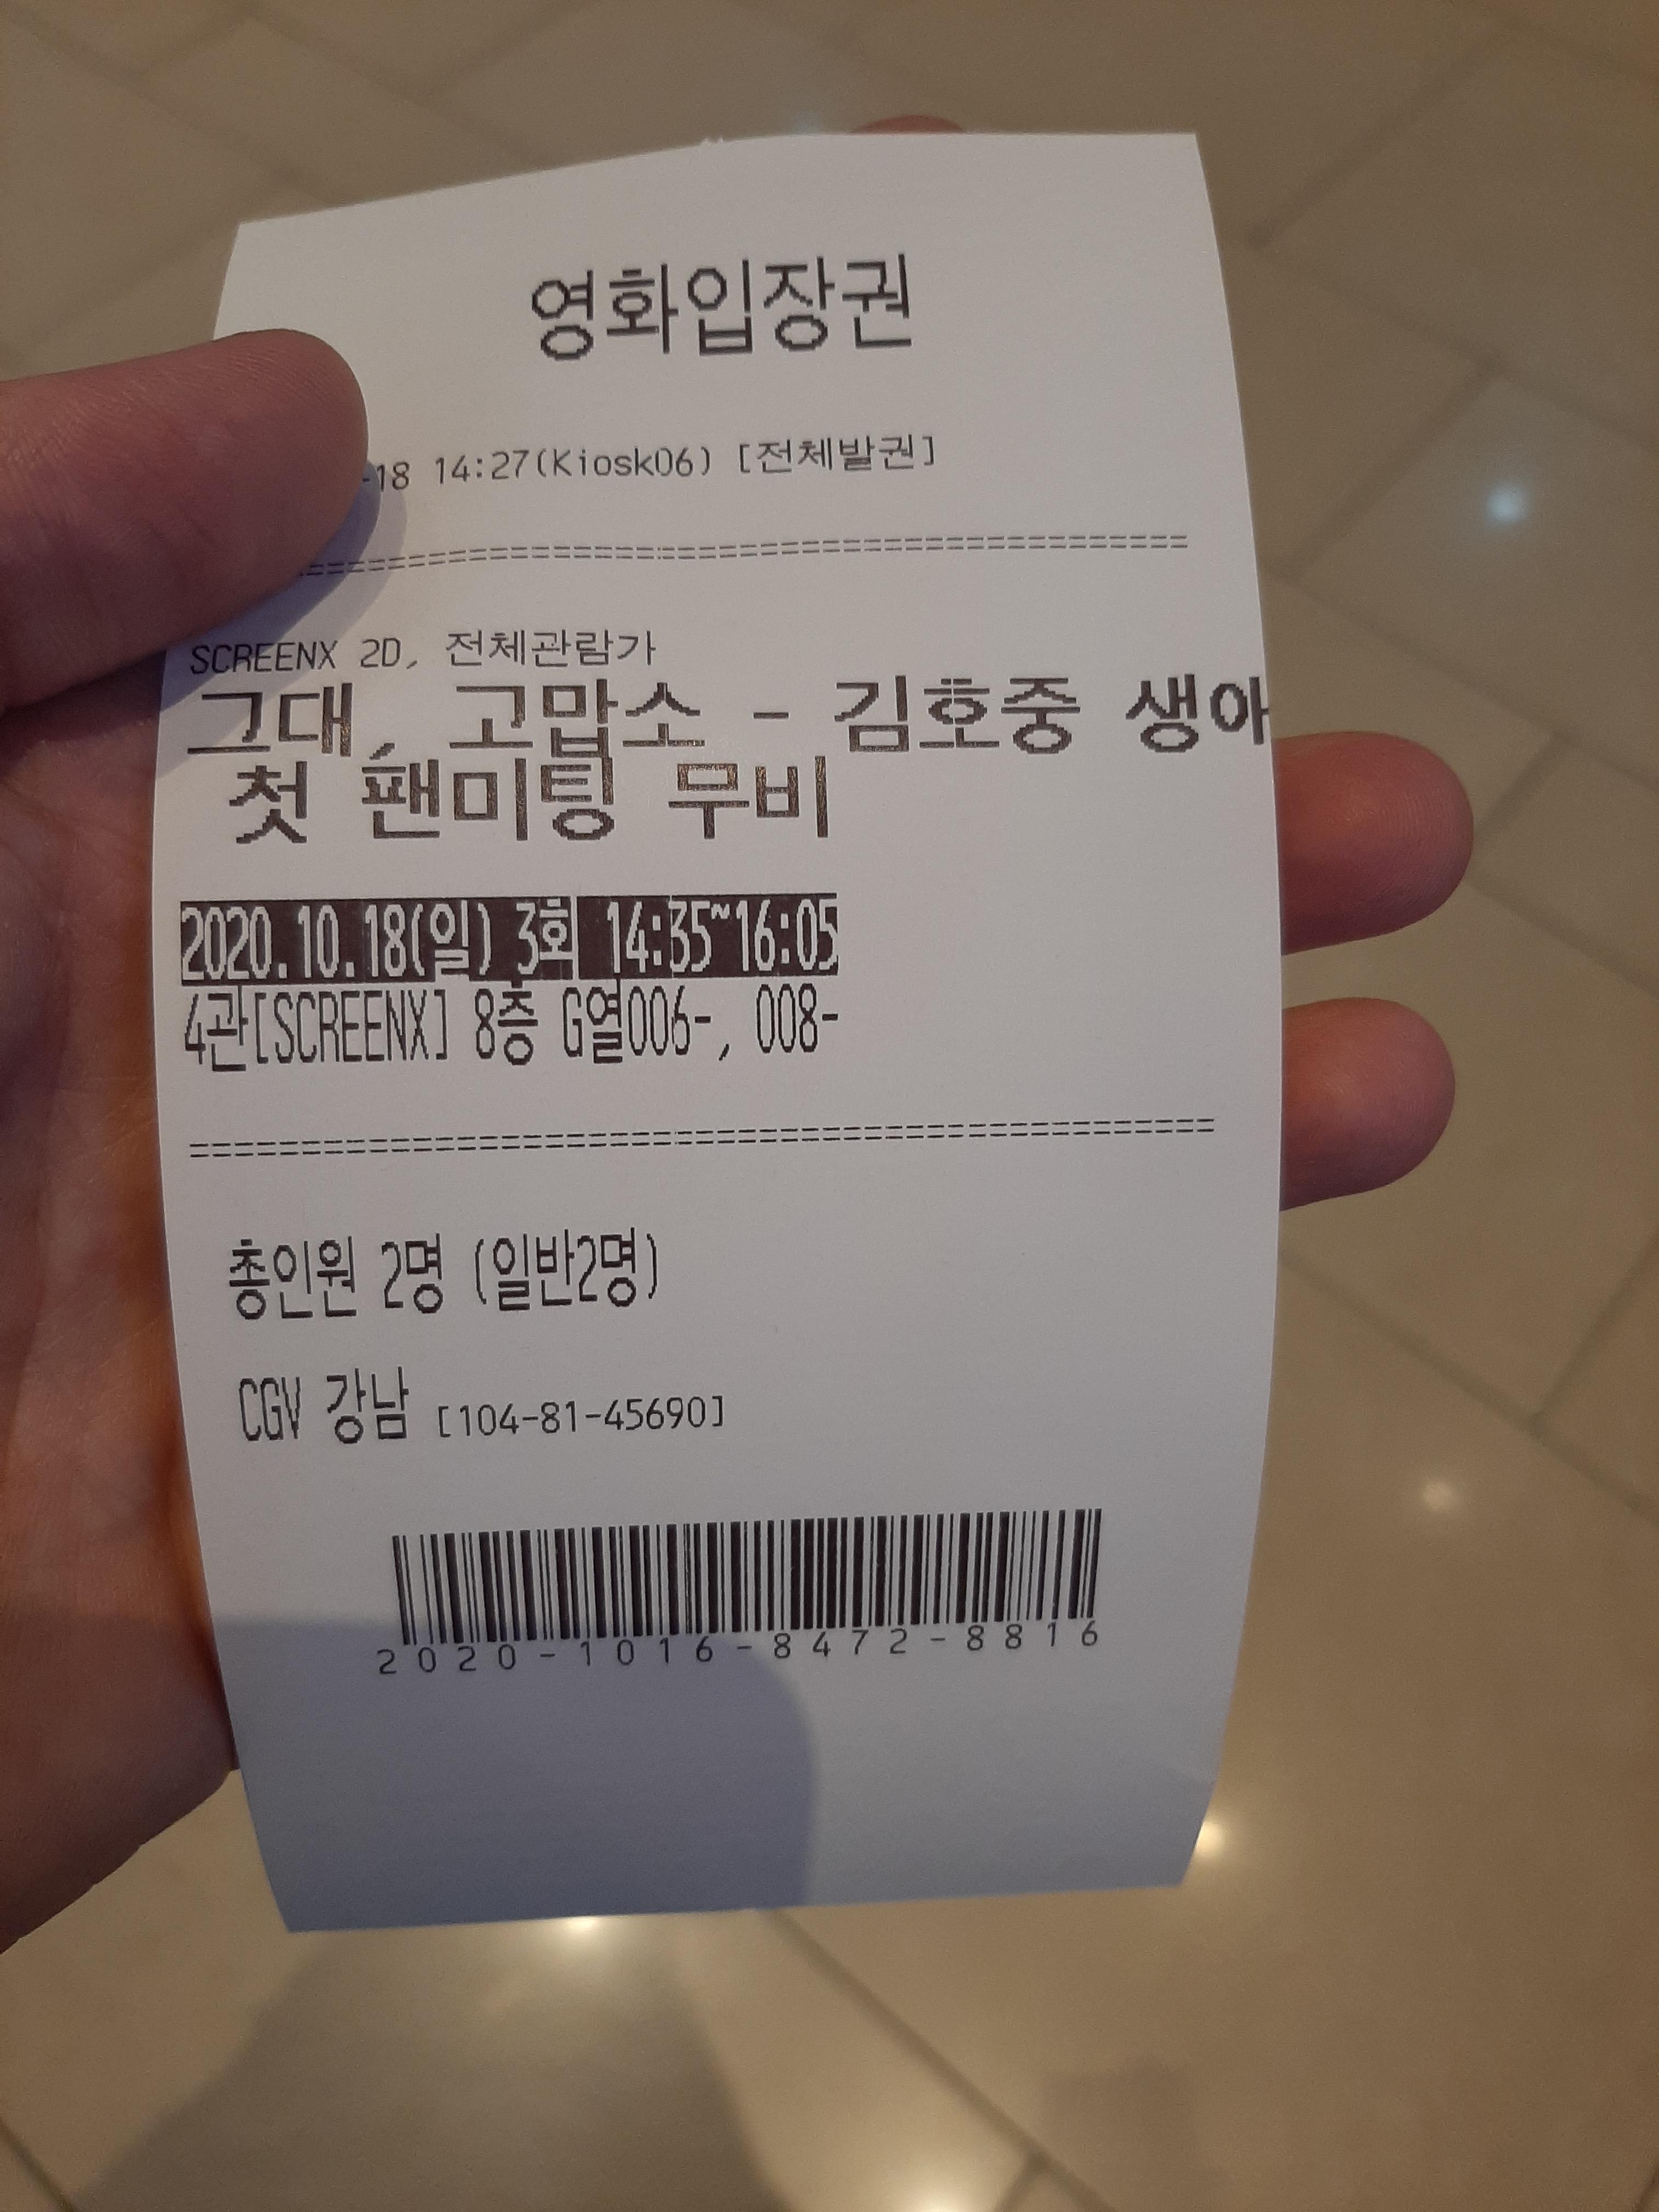 영화입장권
-18 14:27(Kiosk06) [전체발권]
================================================
SCREENX 2D, 전체관람가
그대, 고맙소 - 김호중 생아
첫 팬미팅 무비
2020.10.18(일) 3회 14:35~16:05
4관[SCREENX] 8층 G열006-, 008-
================================================
총인원 2명 (일반2명)
CGV 강남 [104-81-45690]
2020-1016-8472-8816